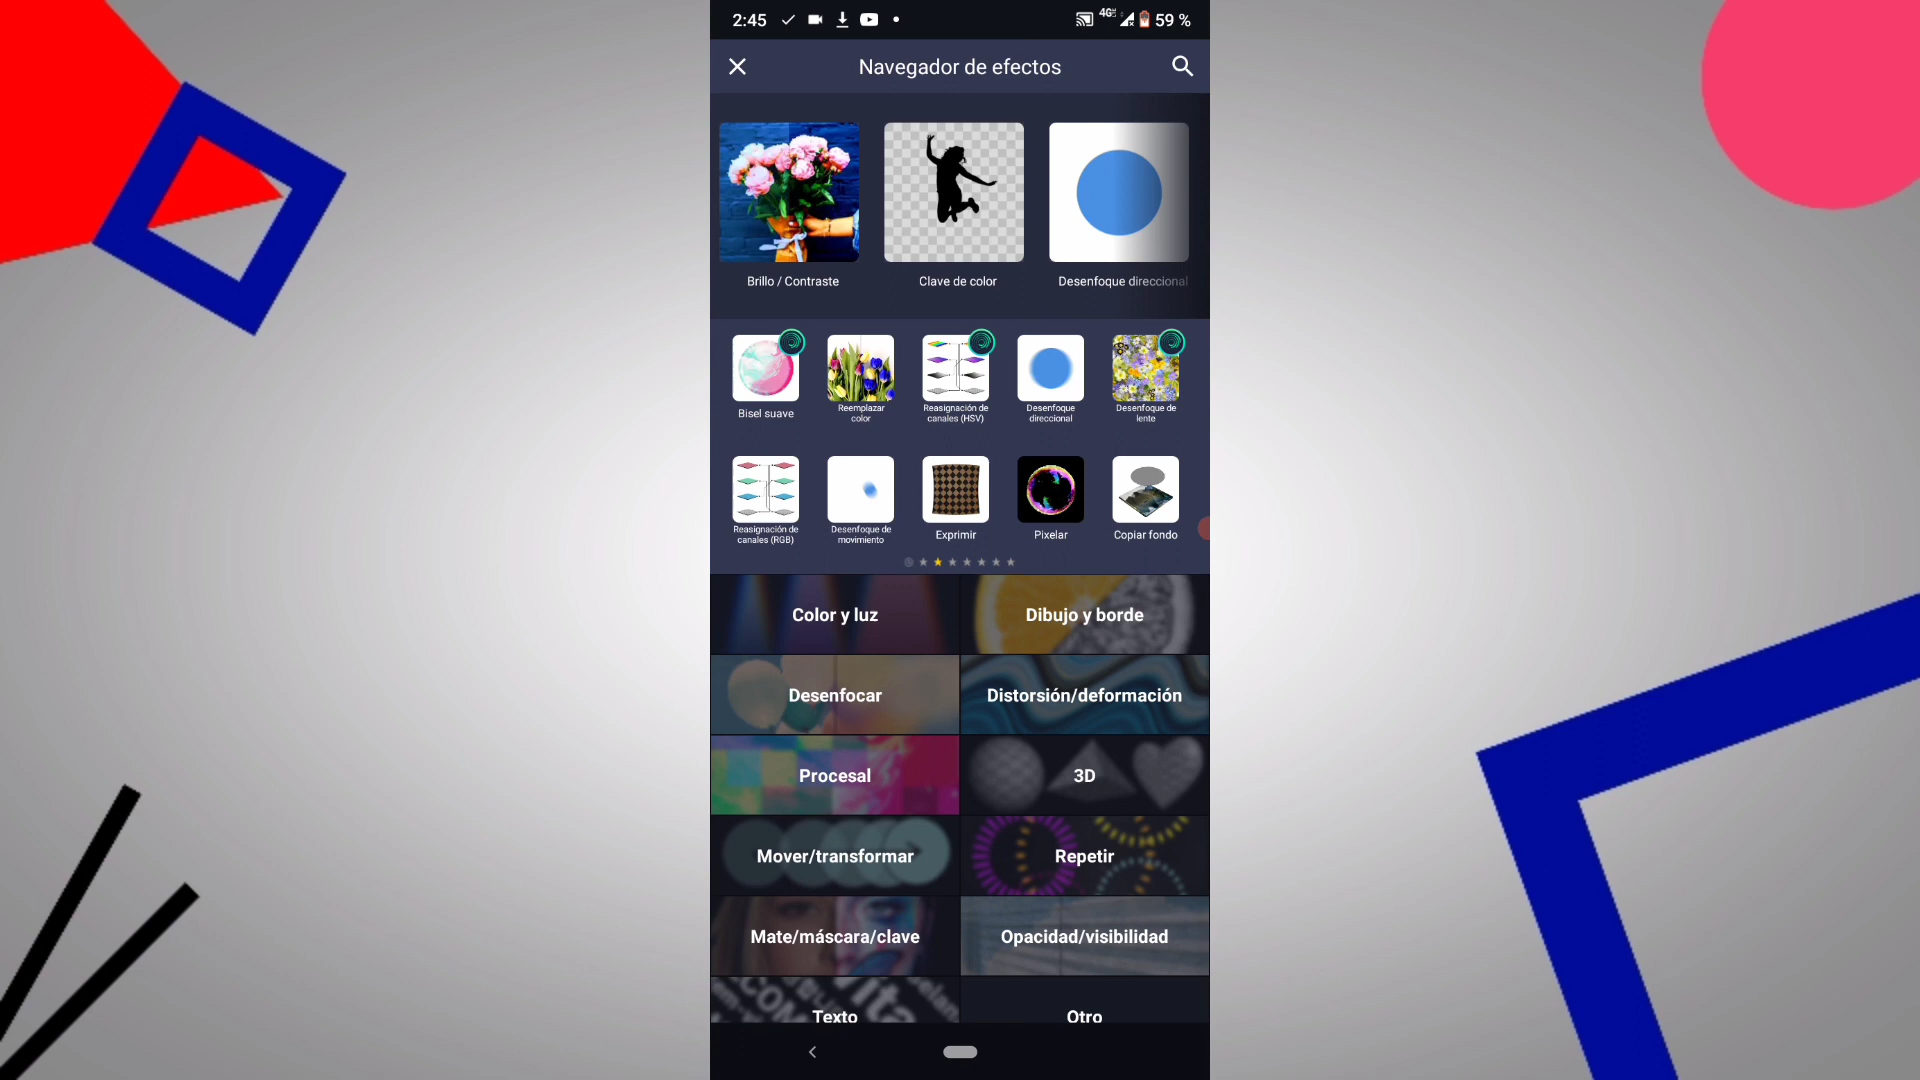 2:45
4G
59 %
Navegador de efectos
Brillo / Contraste
Clave de color
Desenfoque direccional
Bisel suave
Reemplazar
color
Reasignación de
canales (HSV)
Desenfoque
direccional
Desenfoque de
lente
Reasignación de
canales (RGB)
Desenfoque de
movimiento
Exprimir
Pixelar
Copiar fondo
Color y luz
Dibujo y borde
Desenfocar
Distorsión/deformación
Procesal
3D
Mover/transformar
Repetir
Mate/máscara/clave
Opacidad/visibilidad
Texto
Otro